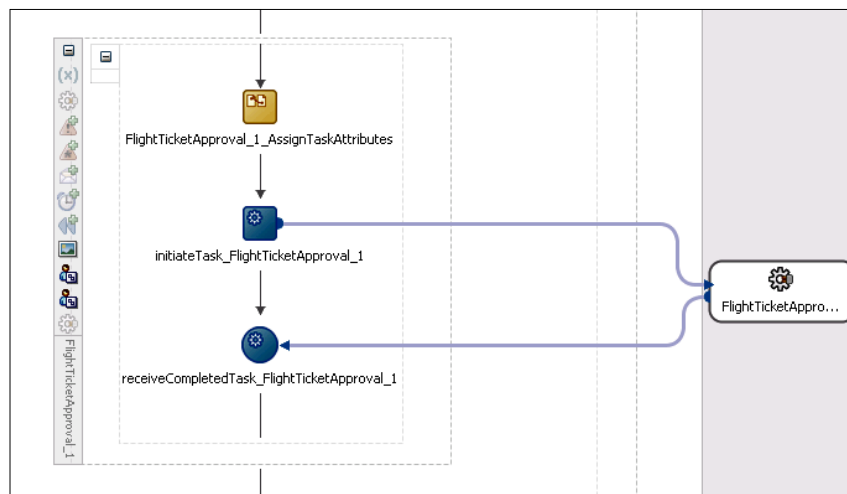 FlightTicketApproval_1_AssignTaskAttributes
initiateTask_FlightTicketApproval_1
FlightTicketAppro...
receiveCompletedTask_FlightTicketApproval_1
FlightTicketApproval_1
(x)